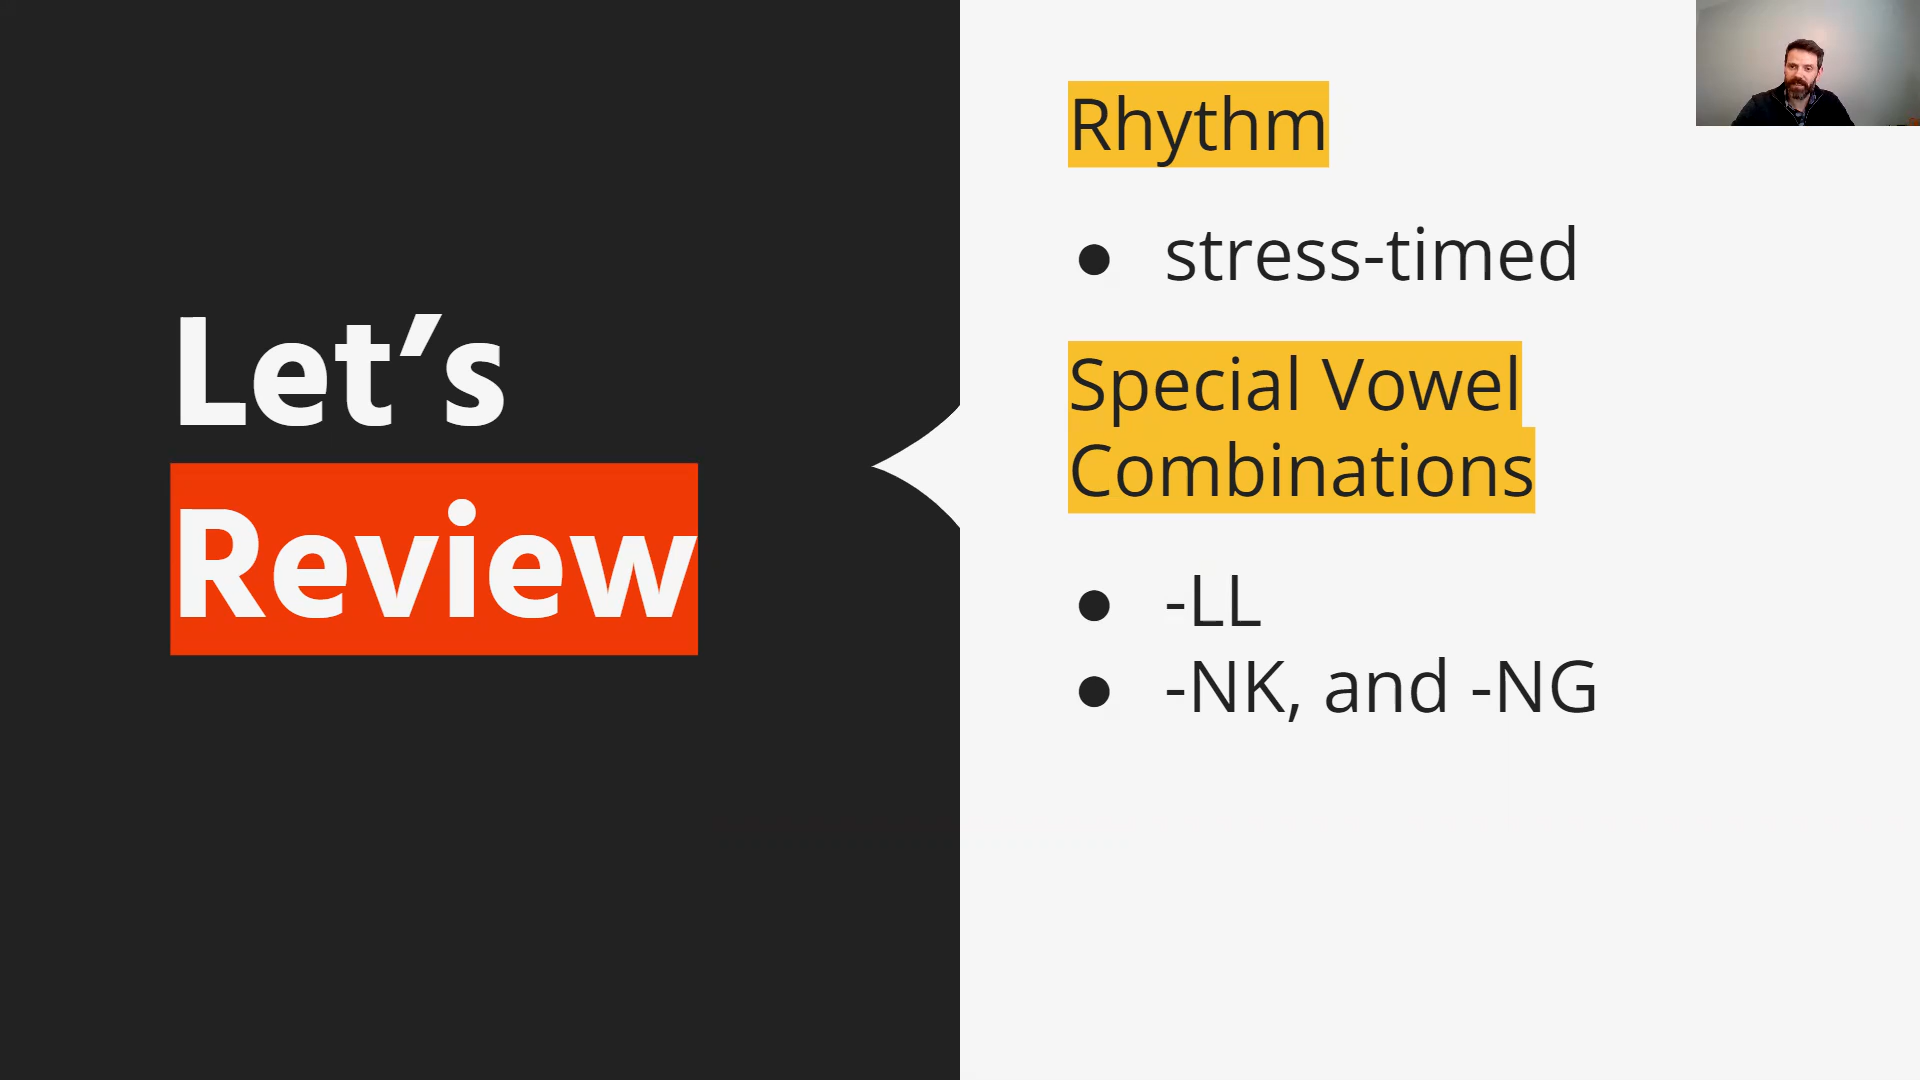 Let’s
Review
Rhythm
● stress-timed
Special Vowel
Combinations
● -LL
● -NK, and -NG